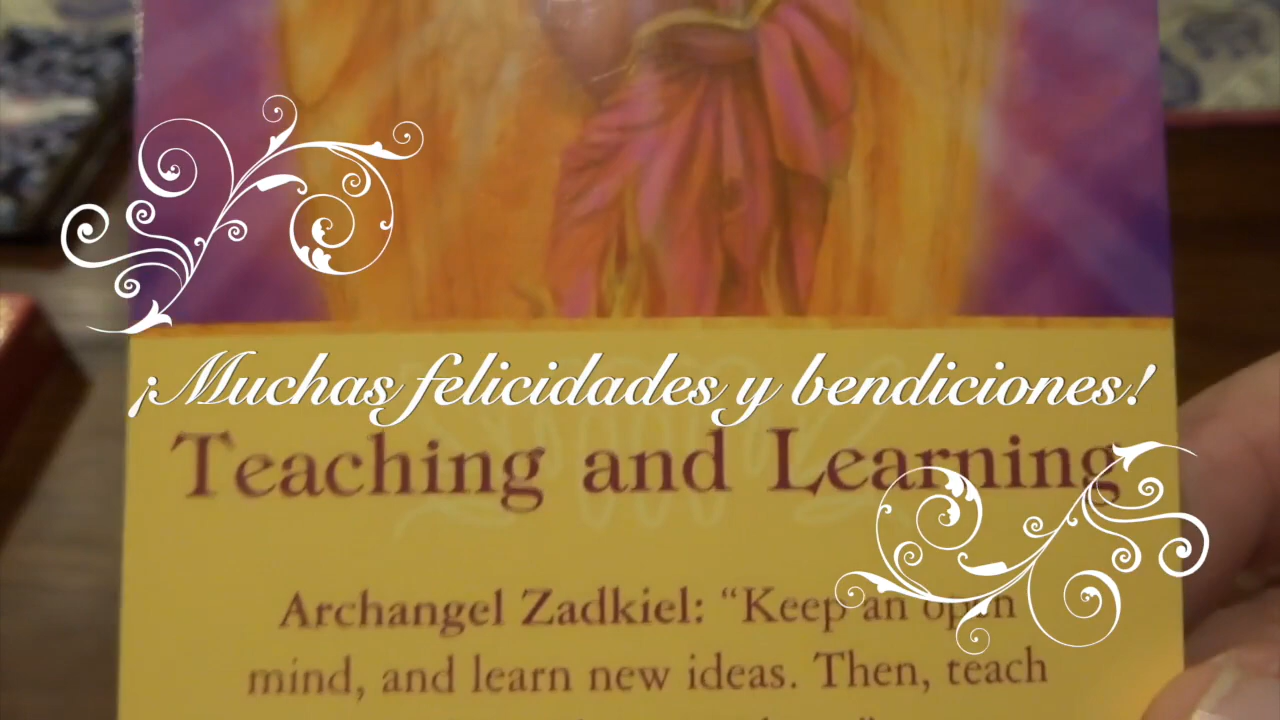 ¡Muchas felicidades y bendiciones!
Teaching and Learning
Archangel Zadkiel: “Keep an open
mind, and learn new ideas. Then, teach